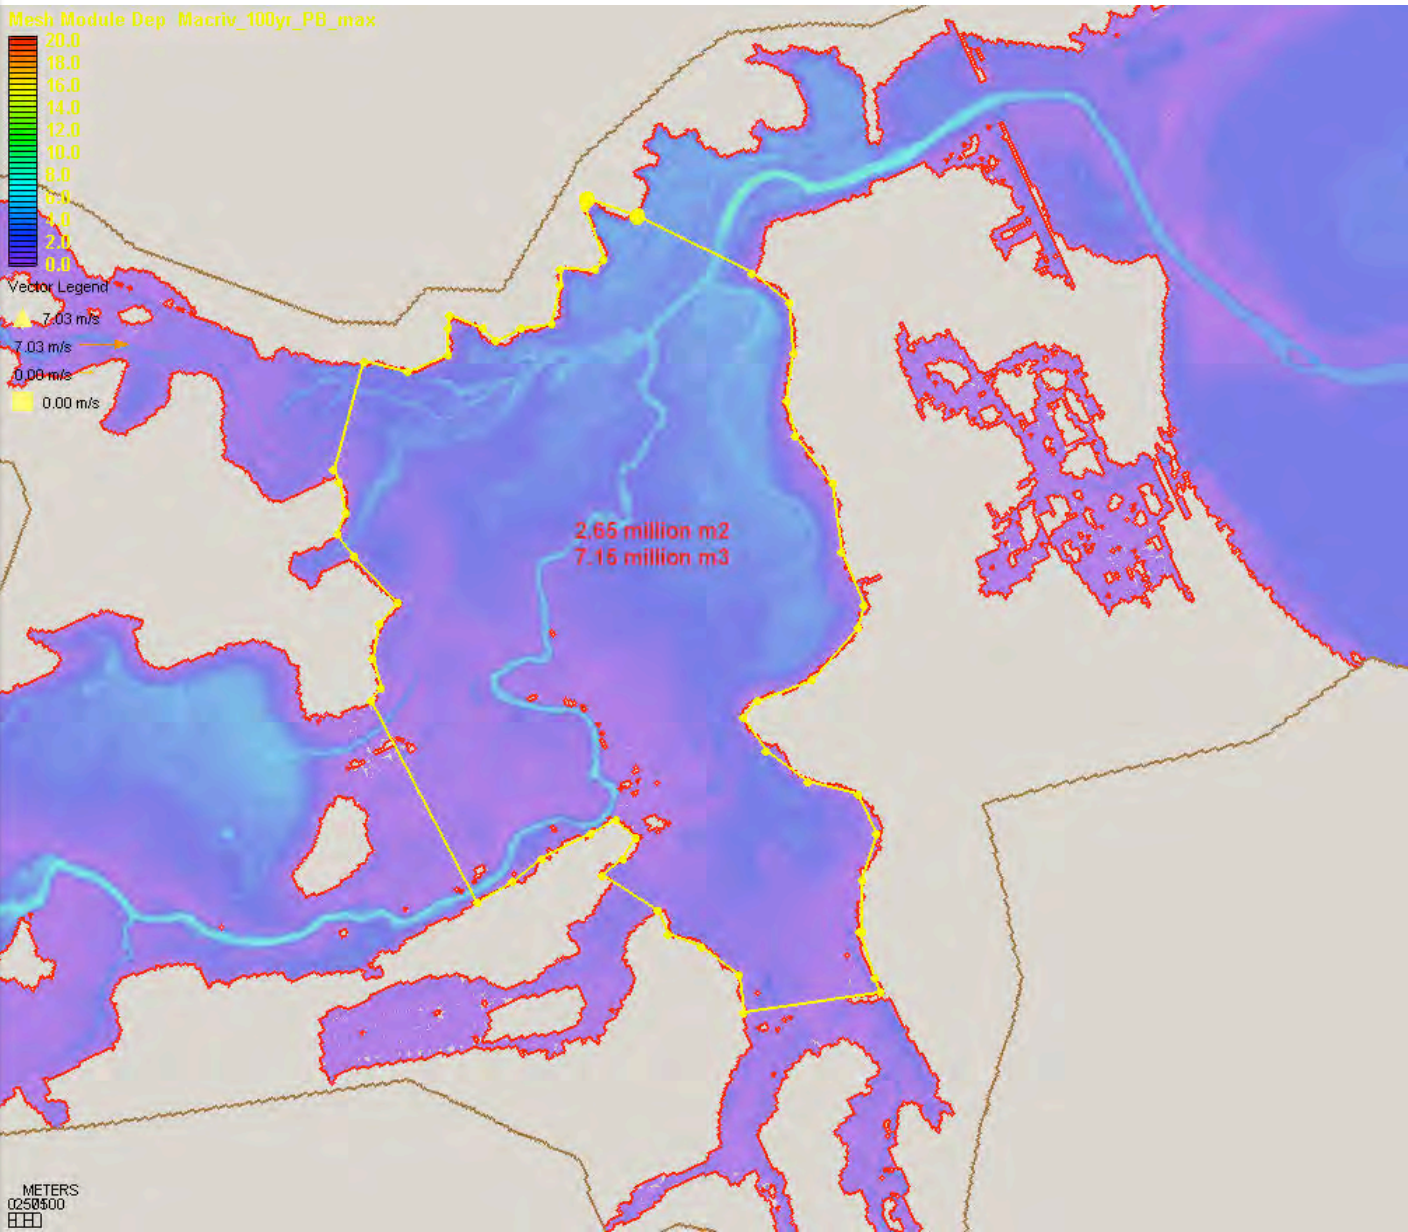 Mesh Module Dep Macriv_100yr_PB_max
20.0
18.0
16.0
14.0
12.0
10.0
8.0
6.0
4.0
2.0
0.0
Vector Legend
7.03 m/s
7.03 m/s
0.00 m/s
0.00 m/s
2.65 million m2
7.15 million m3
METERS